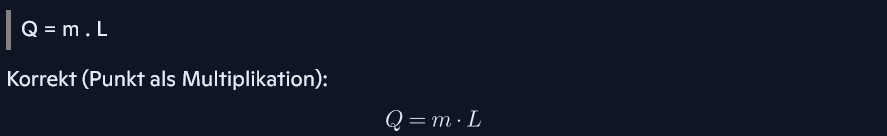 Q = m . L
Korrekt (Punkt als Multiplikation):
Q = m · L